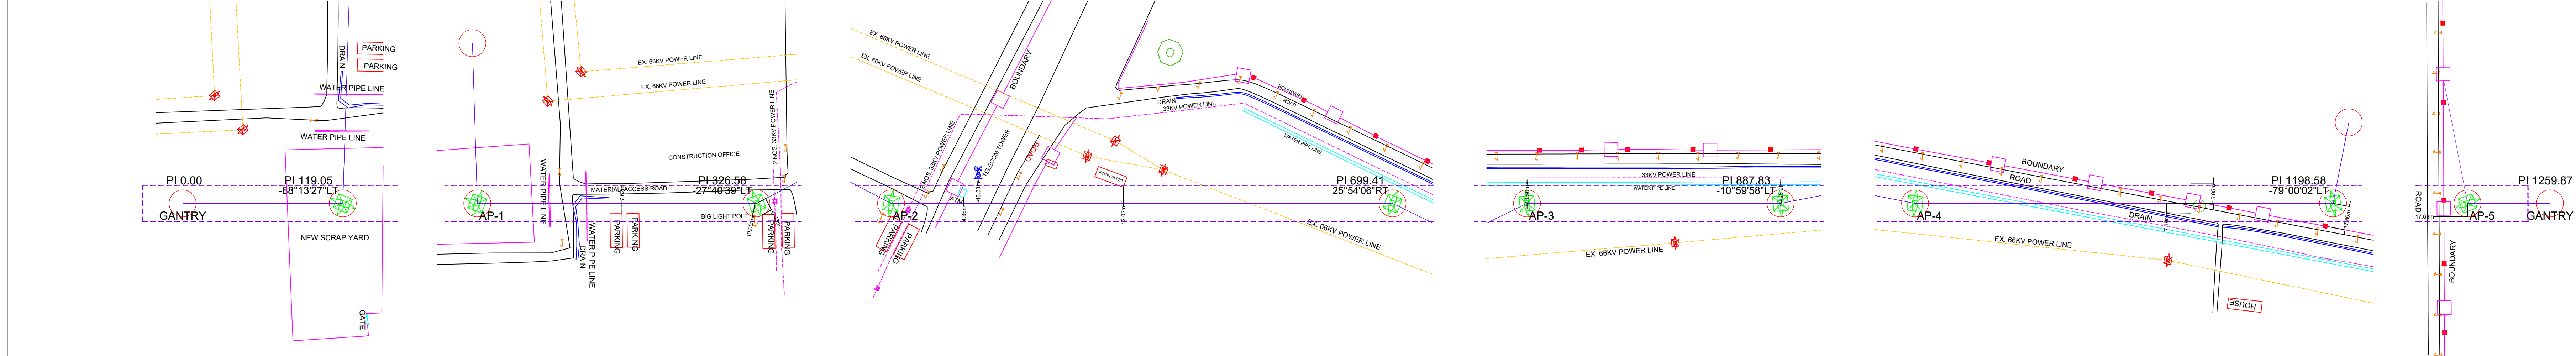 DRAIN
PARKING
PARKING
WATER PIPE LINE
WATER PIPE LINE
PI 0.00
GANTRY
PI 119.05
-88°13'27"LT
NEW SCRAP YARD
GATE
AP-1
EX. 66KV POWER LINE
EX. 66KV POWER LINE
2 NOS. 33KV POWER LINE
CONSTRUCTION OFFICE
WATER PIPE LINE
MATERIAL ACCESS ROAD
PI 326.58
-27°40'39"LT
BIG LIGHT POLE
WATER PIPE LINE
DRAIN
PARKING
PARKING
PARKING
PARKING
EX. 66KV POWER LINE
EX. 66KV POWER LINE
BOUNDARY
2 NOS. 33KV POWER LINE
TELECOM TOWER
ROAD
ATM
AP-2
PARKING
PARKING
DRAIN
33KV POWER LINE
BOUNDARY
ROAD
WATER PIPE LINE
PI 699.41
25°54'06"RT
EX. 66KV POWER LINE
33KV POWER LINE
WATER PIPE LINE
PI 887.83
-10°59'58"LT
AP-3
EX. 66KV POWER LINE
BOUNDARY
ROAD
PI 1198.58
-79°00'02"LT
AP-4
DRAIN
EX. 66KV POWER LINE
HOUSE
ROAD
17.68m
PI 1259.87
AP-5
GANTRY
BOUNDARY